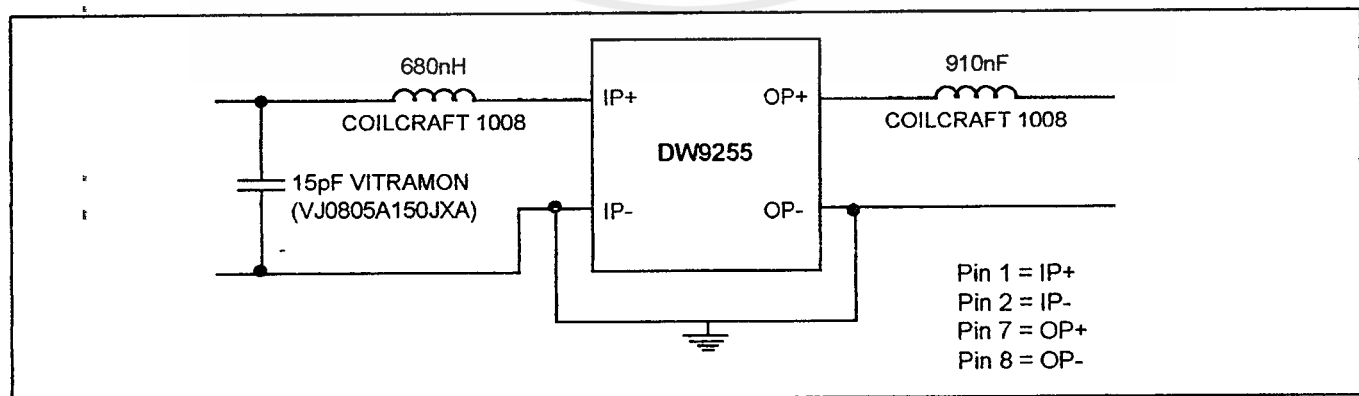 680nH
COILCRAFT 1008
910nF
COILCRAFT 1008
IP+
OP+
DW9255
IP-
OP-
15pF VITRAMON
(VJ0805A150JXA)
Pin 1 = IP+
Pin 2 = IP-
Pin 7 = OP+
Pin 8 = OP-